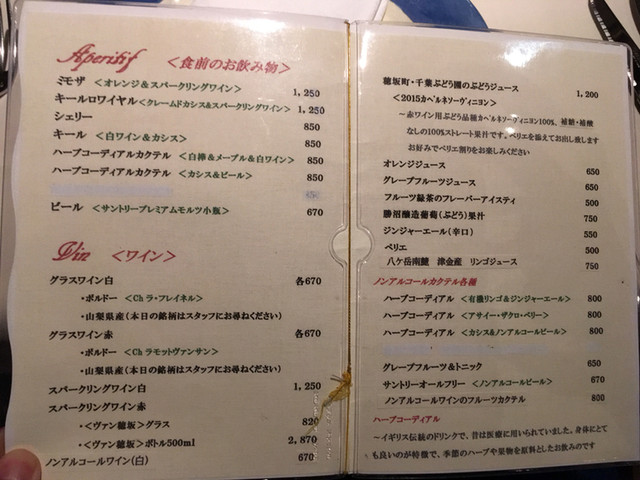 Aperitif <食前のお飲み物>
ミモザ <オレンジ&スパークリングワイン> 1,250
キールロワイヤル <クレームドカシス&スパークリングワイン> 1,250
シェリー 850
キール <白ワイン&カシス> 850
ハーブコーディアルカクテル <白樺&メープル&白ワイン> 850
ハーブコーディアルカクテル <カシス&ビール> 850
ビール <サントリープレミアムモルツ小瓶> 670
Vin <ワイン>
グラスワイン白 各670
・ボルドー <Ch ラ・フレイネル>
・山梨県産(本日の銘柄はスタッフにお尋ねください)
グラスワイン赤 各670
・ボルドー <Ch ラモットヴァンサン>
・山梨県産(本日の銘柄はスタッフにお尋ねください)
スパークリングワイン白 1,250
スパークリングワイン赤
・<ヴァン穂坂>グラス 820
・<ヴァン穂坂>ボトル500ml 2,870
ノンアルコールワイン(白) 670
穂坂町・千葉ぶどう園のぶどうジュース 1,200
<2015カベルネソーヴィニヨン>
~赤ワイン用ぶどう品種カベルネソーヴィニヨン100%、補糖・補酸
なしの100%ストレート果汁です。ペリエを添えてお出し致します
お好みでペリエ割りをお楽しみください
オレンジジュース 650
グレープフルーツジュース 650
フルーツ緑茶のフレーバーアイスティ 500
勝沼醸造葡萄(ぶどう)果汁 750
ジンジャーエール(辛口) 550
ペリエ 500
八ケ岳南麓 津金産 リンゴジュース 750
ノンアルコールカクテル各種
ハーブコーディアル <有機リンゴ&ジンジャーエール> 800
ハーブコーディアル <アサイー・ザクロ・ペリー> 800
ハーブコーディアル <カシス&ノンアルコールビール> 800
グレープフルーツ&トニック 650
サントリーオールフリー <ノンアルコールビール> 670
ノンアルコールワインのフルーツカクテル 800
ハーブコーディアル
~イギリス伝統のドリンクで、昔は医療に用いられていました。身体にとて
も良いのが特徴で、季節のハーブや果物を原料としたお飲みのです